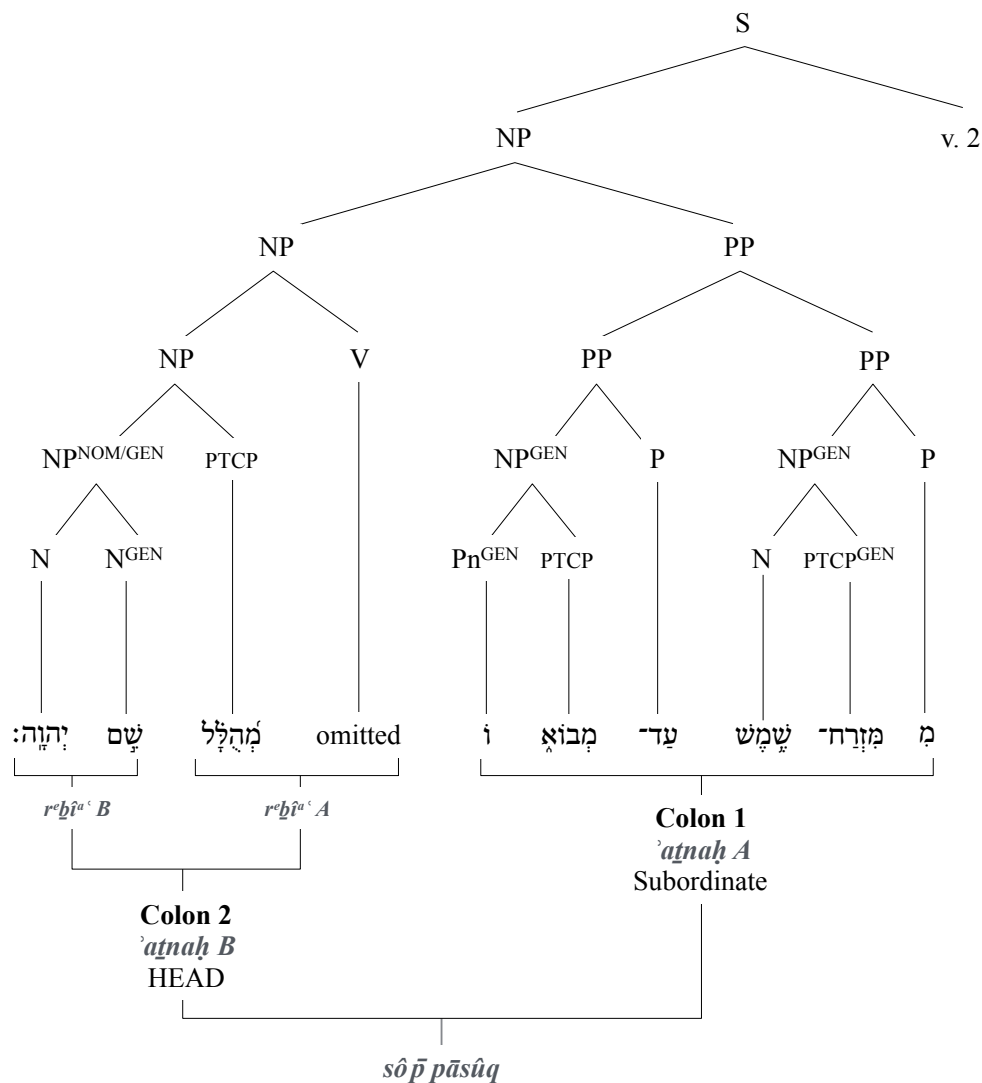 S
NP v. 2
NP PP
NP V PP PP
NP^NOM/GEN PTCP NP^GEN P NP^GEN P
N N^GEN Pn^GEN PTCP N PTCP^GEN
יְהוָֽה׃ שֵׁ֣ם מְ֝הֻלָּ֗ל omitted וֹ מְבוֹא֑ עַד־ שֶׁ֥מֶשׁ מִּזְרַח־ מִ
rᵉḇîᵃʿ B rᵉḇîᵃʿ A
Colon 1
ʾaṯnaḥ A
Subordinate
Colon 2
ʾaṯnaḥ B
HEAD
sôp̄ pāsûq